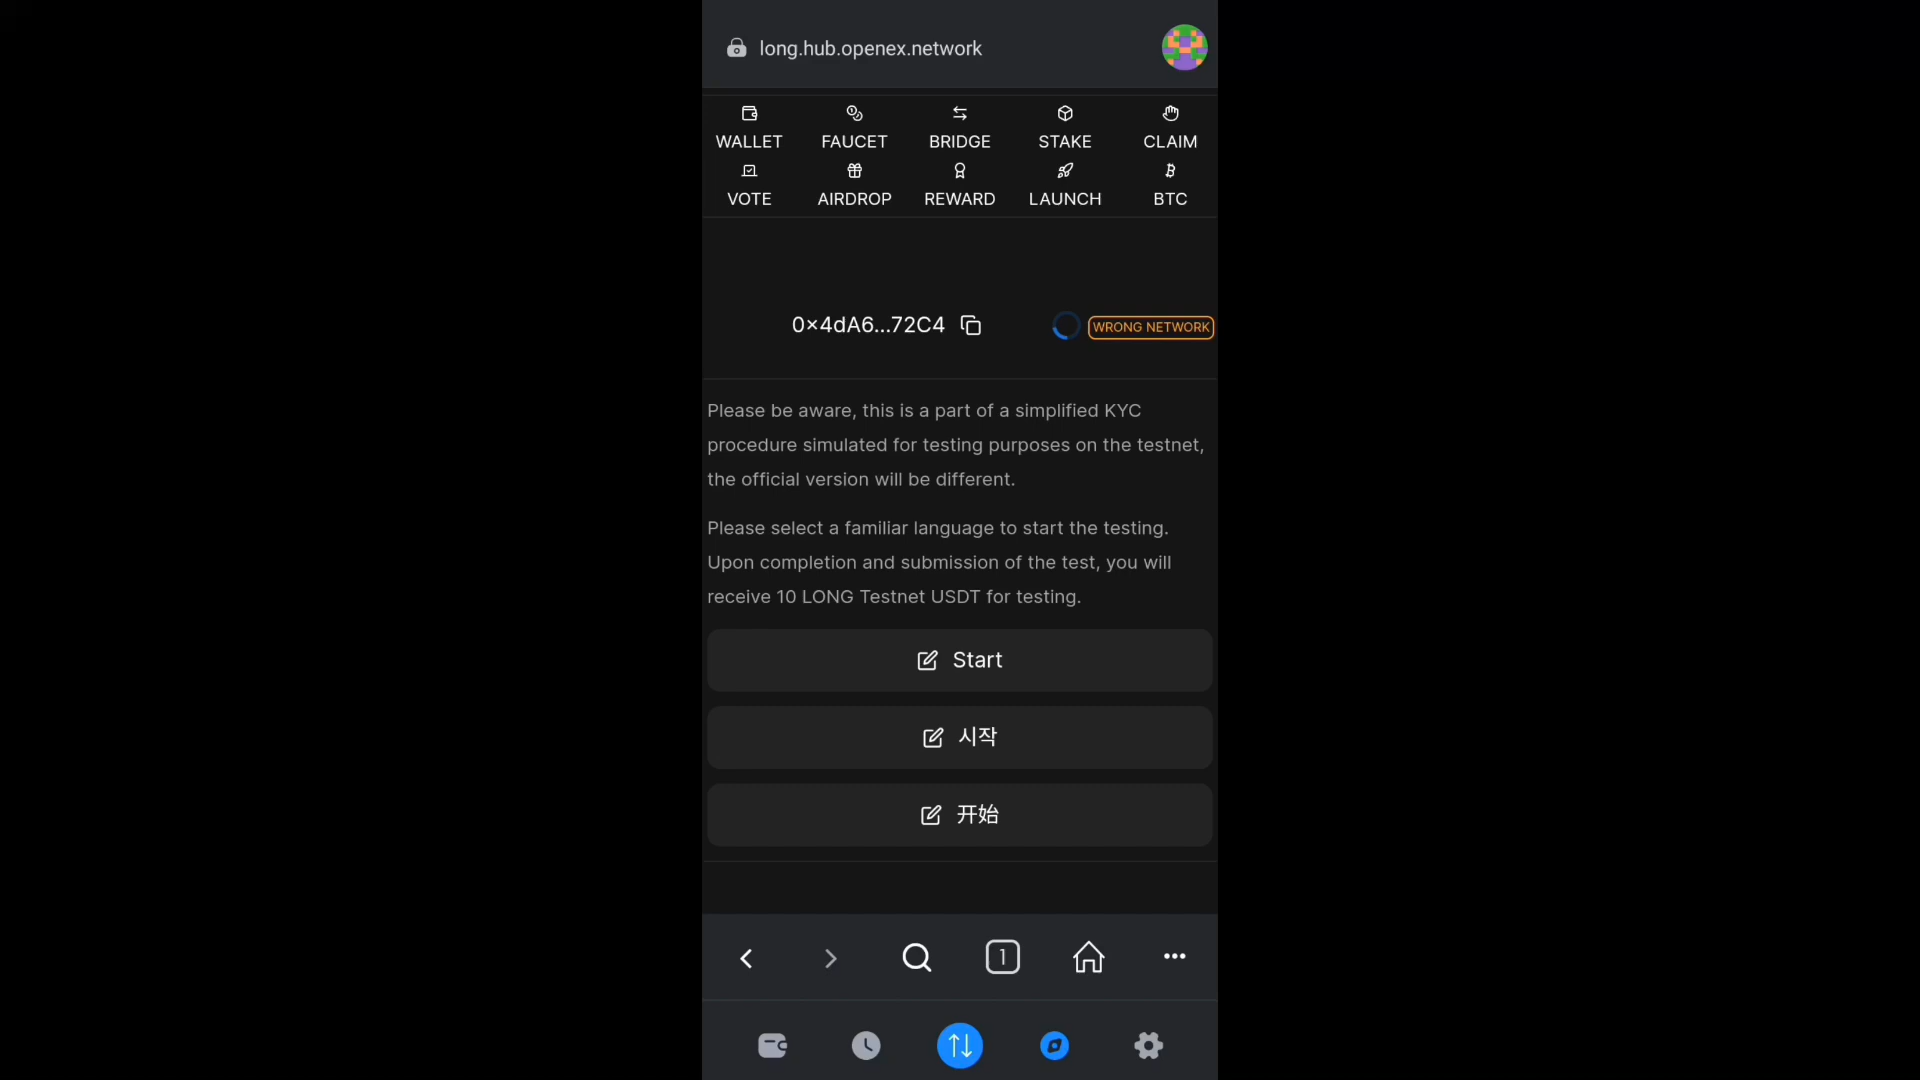 long.hub.openex.network
WALLET FAUCET BRIDGE STAKE CLAIM
VOTE AIRDROP REWARD LAUNCH BTC
0x4dA6...72C4 WRONG NETWORK
Please be aware, this is a part of a simplified KYC
procedure simulated for testing purposes on the testnet,
the official version will be different.
Please select a familiar language to start the testing.
Upon completion and submission of the test, you will
receive 10 LONG Testnet USDT for testing.
Start
시작
开始
1